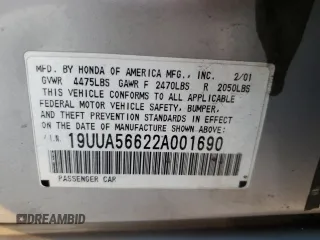 MFD. BY HONDA OF AMERICA MFG., INC. 2/01
GVWR 4475LBS GAWR F 2470LBS R 2050LBS
THIS VEHICLE CONFORMS TO ALL APPLICABLE
FEDERAL MOTOR VEHICLE SAFETY, BUMPER,
AND THEFT PREVENTION STANDARDS IN EFFECT
ON THE DATE OF MANUFACTURE SHOWN ABOVE.
V.I.N. 19UUA56622A001690
PASSENGER CAR
DREAMBID